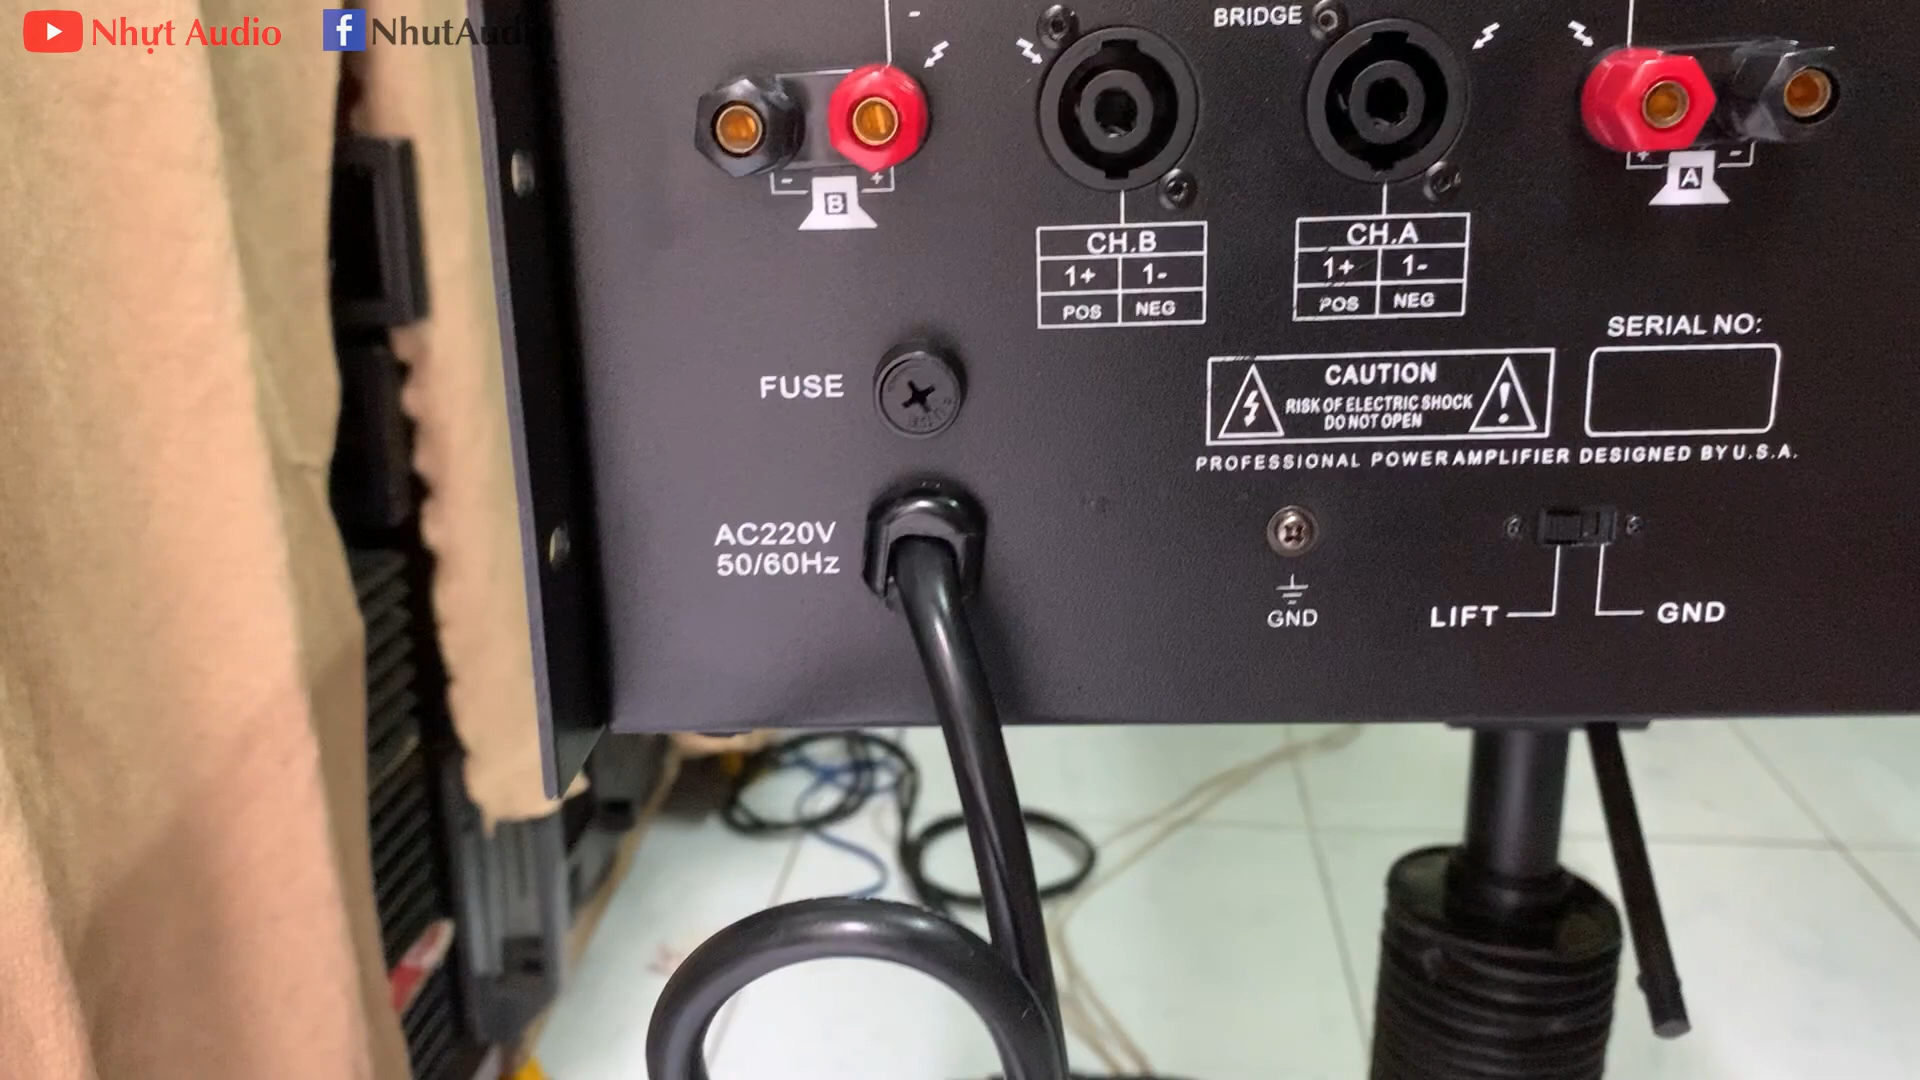 Nhựt Audio
NhutAud
BRIDGE
-
B
- +
A
+ -
CH.B
1+ 1-
POS NEG
CH.A
1+ 1-
POS NEG
SERIAL NO:
FUSE
CAUTION
RISK OF ELECTRIC SHOCK
DO NOT OPEN
PROFESSIONAL POWER AMPLIFIER DESIGNED BY U.S.A.
AC220V
50/60Hz
GND
LIFT
GND